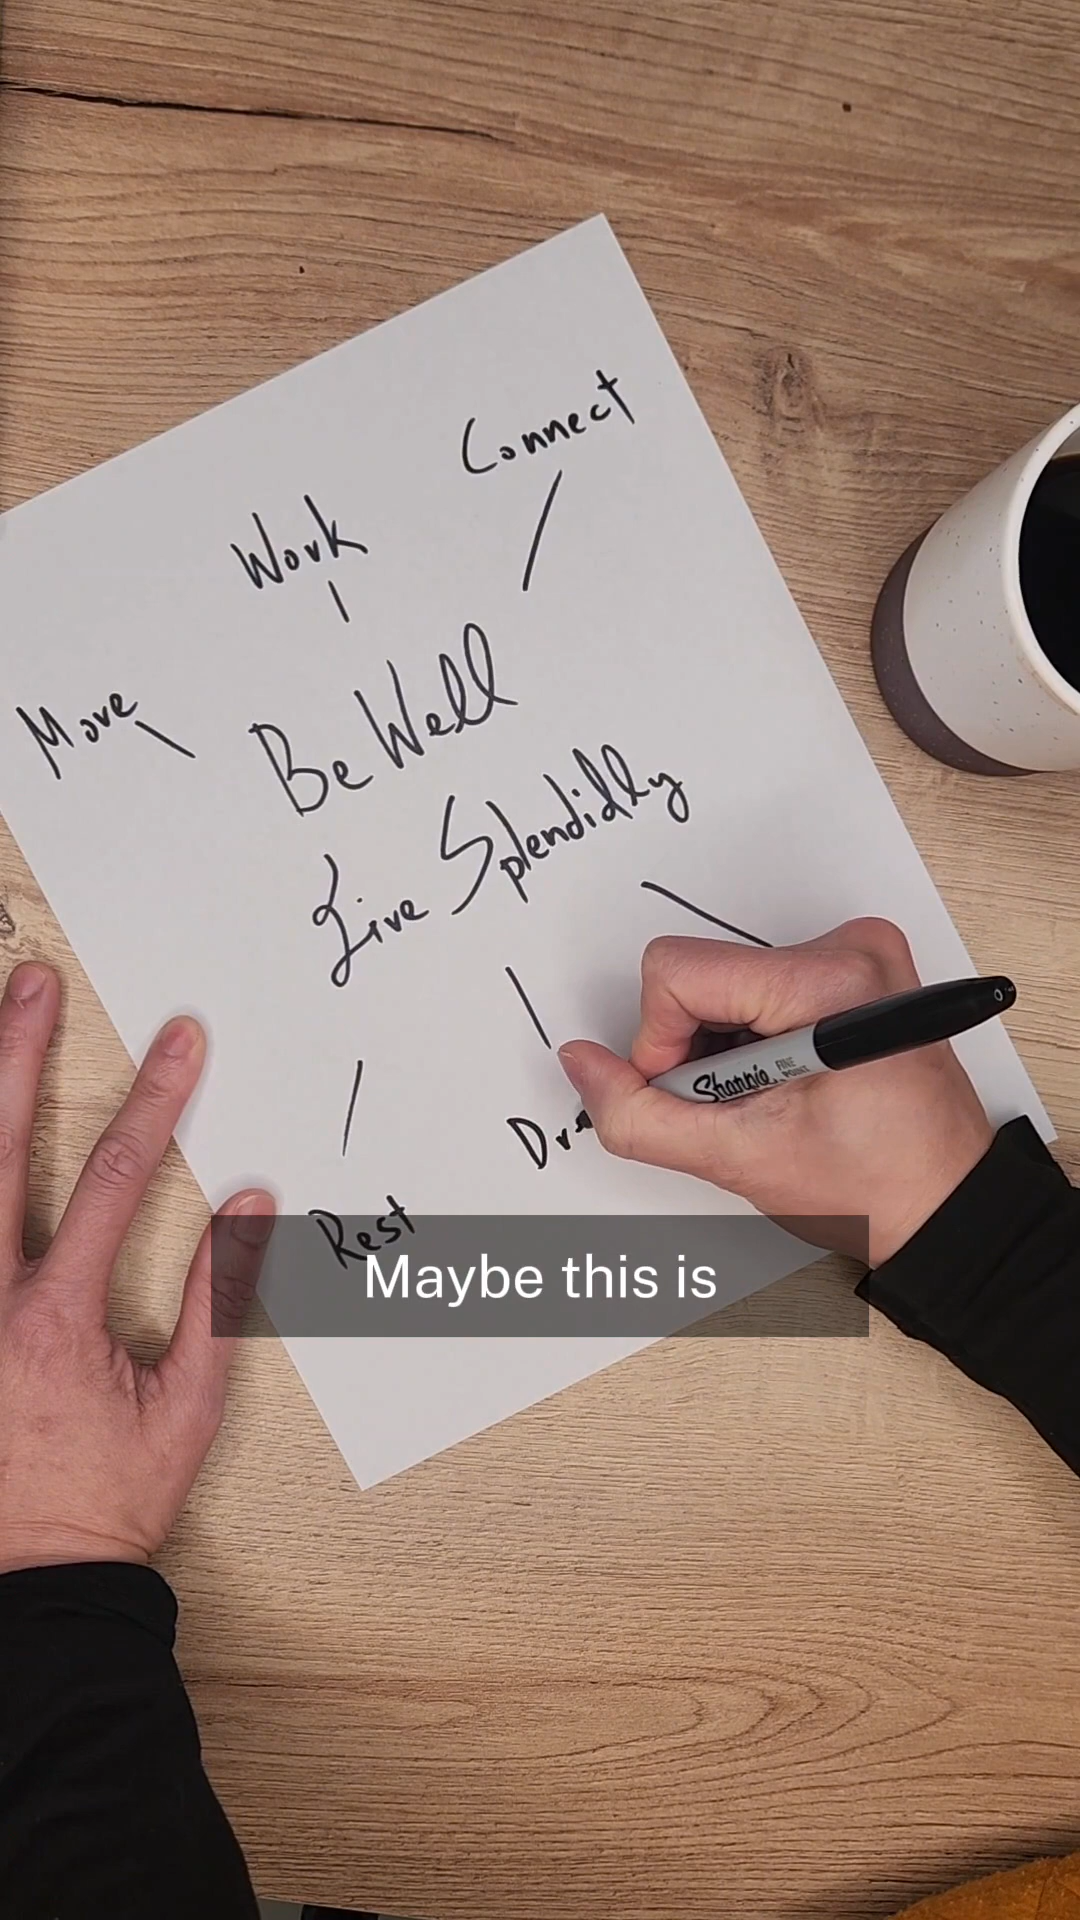 Connect
Work
Move
Be Well
Live Splendidly
Sharpie
FINE
POINT
Rest
Maybe this is